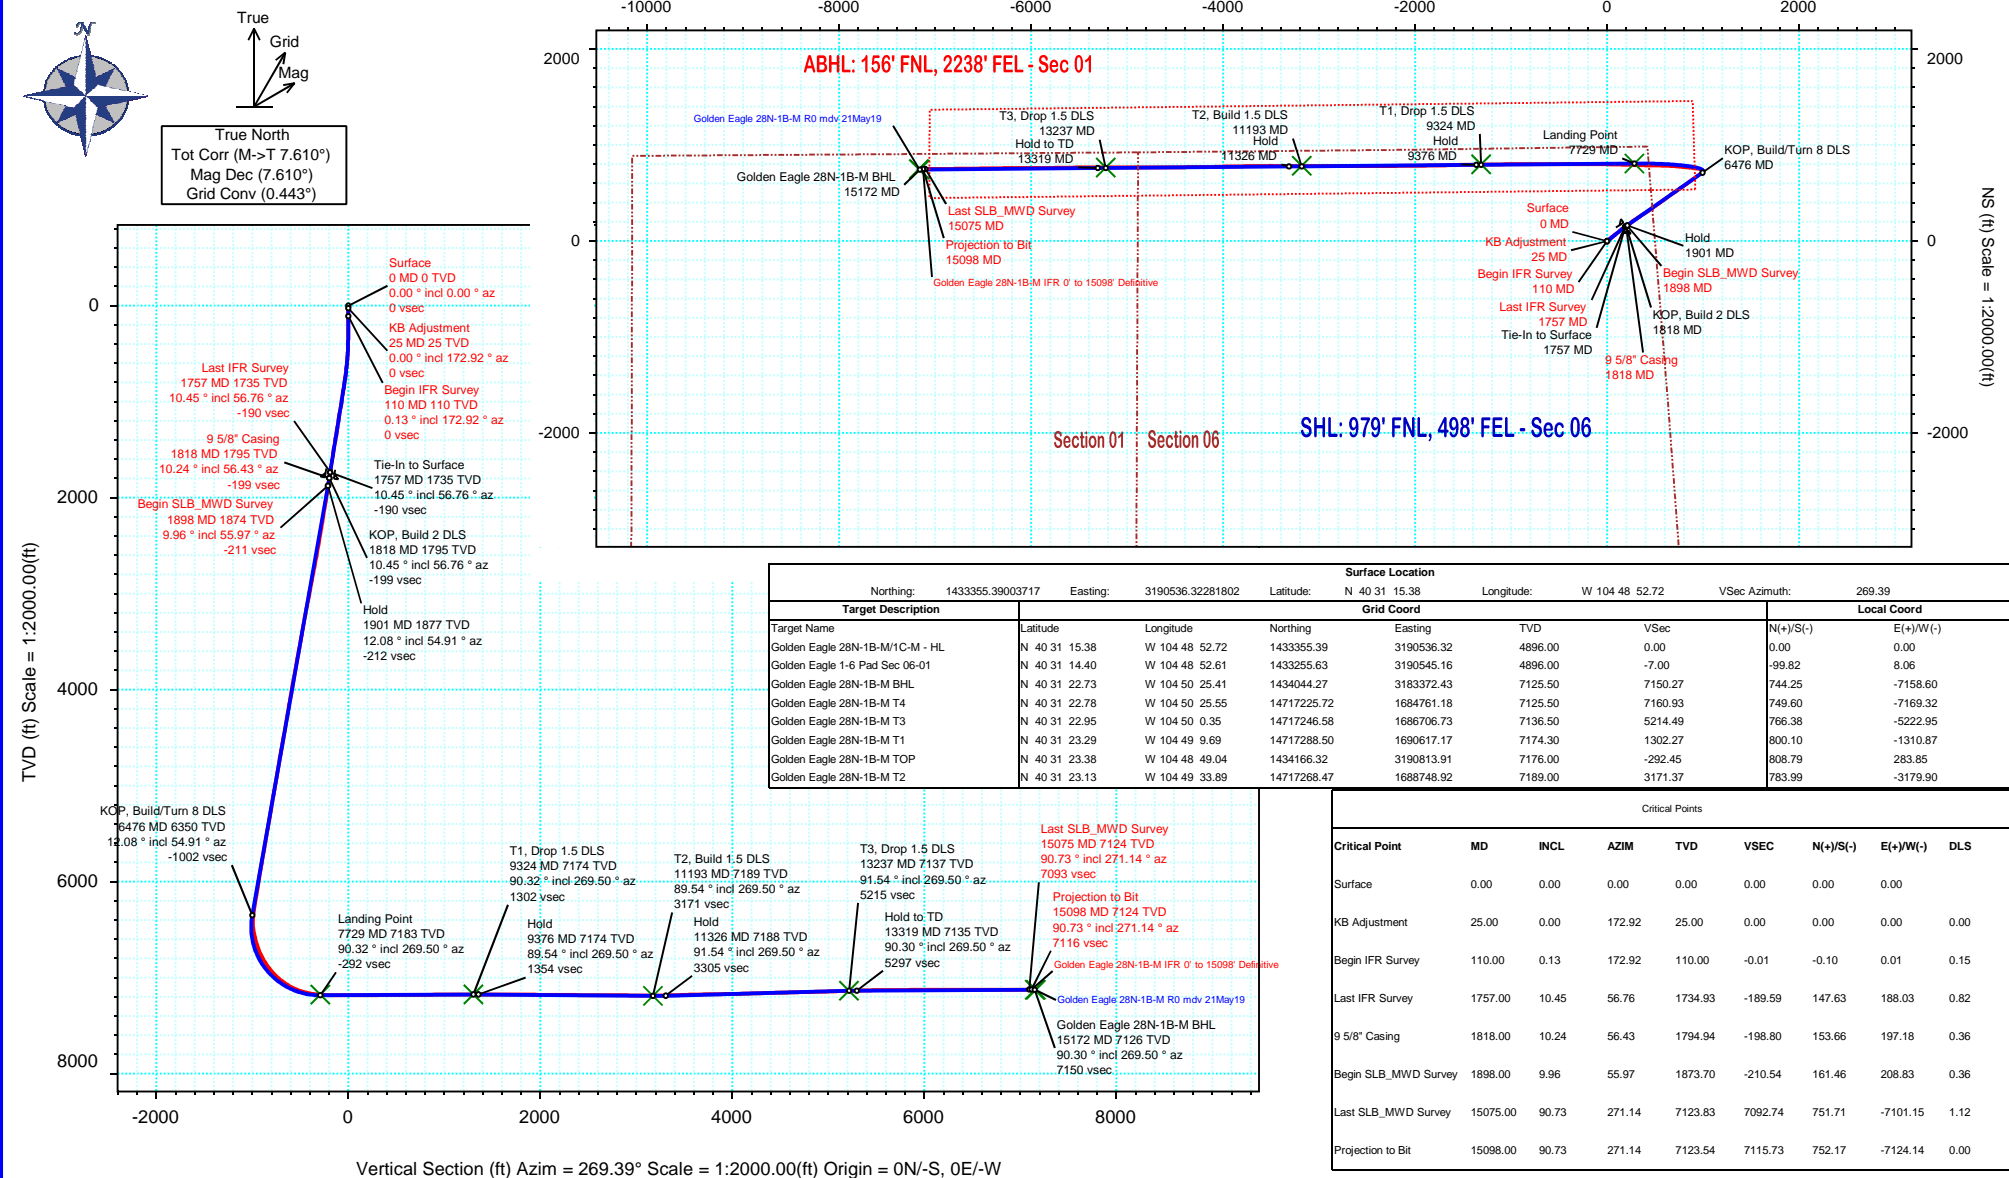 N
True
Grid
Mag
True North
Tot Corr (M->T 7.610°)
Mag Dec (7.610°)
Grid Conv (0.443°)
-10000 -8000 -6000 -4000 -2000 0 2000
2000
0
-2000
2000
0
-2000
NS (ft) Scale = 1:2000.00(ft)
ABHL: 156' FNL, 2238' FEL - Sec 01
Golden Eagle 28N-1B-M R0 mdv 21May19
T3, Drop 1.5 DLS
13237 MD
Hold to TD
13319 MD
T2, Build 1.5 DLS
11193 MD
Hold
11326 MD
T1, Drop 1.5 DLS
9324 MD
Hold
9376 MD
Landing Point
7729 MD
KOP, Build/Turn 8 DLS
6476 MD
Golden Eagle 28N-1B-M BHL
15172 MD
Last SLB_MWD Survey
15075 MD
Projection to Bit
15098 MD
Golden Eagle 28N-1B-M IFR 0' to 15098' Definitive
Surface
0 MD
KB Adjustment
25 MD
Begin IFR Survey
110 MD
Last IFR Survey
1757 MD
Tie-In to Surface
1757 MD
Hold
1901 MD
Begin SLB_MWD Survey
1898 MD
KOP, Build 2 DLS
1818 MD
9 5/8" Casing
1818 MD
Section 01
Section 06
SHL: 979' FNL, 498' FEL - Sec 06
TVD (ft) Scale = 1:2000.00(ft)
0
2000
4000
6000
8000
-2000 0 2000 4000 6000 8000
Vertical Section (ft) Azim = 269.39° Scale = 1:2000.00(ft) Origin = 0N/-S, 0E/-W
Surface
0 MD 0 TVD
0.00 ° incl 0.00 ° az
0 vsec
KB Adjustment
25 MD 25 TVD
0.00 ° incl 172.92 ° az
0 vsec
Begin IFR Survey
110 MD 110 TVD
0.13 ° incl 172.92 ° az
0 vsec
Last IFR Survey
1757 MD 1735 TVD
10.45 ° incl 56.76 ° az
-190 vsec
9 5/8" Casing
1818 MD 1795 TVD
10.24 ° incl 56.43 ° az
-199 vsec
Begin SLB_MWD Survey
1898 MD 1874 TVD
9.96 ° incl 55.97 ° az
-211 vsec
Tie-In to Surface
1757 MD 1735 TVD
10.45 ° incl 56.76 ° az
-190 vsec
KOP, Build 2 DLS
1818 MD 1795 TVD
10.45 ° incl 56.76 ° az
-199 vsec
Hold
1901 MD 1877 TVD
12.08 ° incl 54.91 ° az
-212 vsec
KOP, Build/Turn 8 DLS
6476 MD 6350 TVD
12.08 ° incl 54.91 ° az
-1002 vsec
Landing Point
7729 MD 7183 TVD
90.32 ° incl 269.50 ° az
-292 vsec
T1, Drop 1.5 DLS
9324 MD 7174 TVD
90.32 ° incl 269.50 ° az
1302 vsec
Hold
9376 MD 7174 TVD
89.54 ° incl 269.50 ° az
1354 vsec
T2, Build 1.5 DLS
11193 MD 7189 TVD
89.54 ° incl 269.50 ° az
3171 vsec
Hold
11326 MD 7188 TVD
91.54 ° incl 269.50 ° az
3305 vsec
T3, Drop 1.5 DLS
13237 MD 7137 TVD
91.54 ° incl 269.50 ° az
5215 vsec
Hold to TD
13319 MD 7135 TVD
90.30 ° incl 269.50 ° az
5297 vsec
Last SLB_MWD Survey
15075 MD 7124 TVD
90.73 ° incl 271.14 ° az
7093 vsec
Projection to Bit
15098 MD 7124 TVD
90.73 ° incl 271.14 ° az
7116 vsec
Golden Eagle 28N-1B-M IFR 0' to 15098' Definitive
Golden Eagle 28N-1B-M R0 mdv 21May19
Golden Eagle 28N-1B-M BHL
15172 MD 7126 TVD
90.30 ° incl 269.50 ° az
7150 vsec
Surface Location
Northing: 1433355.39003717 Easting: 3190536.32281802 Latitude: N 40 31 15.38 Longitude: W 104 48 52.72 VSec Azimuth: 269.39
Target Description Grid Coord Local Coord
Target Name Latitude Longitude Northing Easting TVD VSec N(+)/S(-) E(+)/W(-)
Golden Eagle 28N-1B-M/1C-M - HL N 40 31 15.38 W 104 48 52.72 1433355.39 3190536.32 4896.00 0.00 0.00 0.00
Golden Eagle 1-6 Pad Sec 06-01 N 40 31 14.40 W 104 48 52.61 1433255.63 3190545.16 4896.00 -7.00 -99.82 8.06
Golden Eagle 28N-1B-M BHL N 40 31 22.73 W 104 50 25.41 1434044.27 3183372.43 7125.50 7150.27 744.25 -7158.60
Golden Eagle 28N-1B-M T4 N 40 31 22.78 W 104 50 25.55 14717225.72 1684761.18 7125.50 7160.93 749.60 -7169.32
Golden Eagle 28N-1B-M T3 N 40 31 22.95 W 104 50 0.35 14717246.58 1686706.73 7136.50 5214.49 766.38 -5222.95
Golden Eagle 28N-1B-M T1 N 40 31 23.29 W 104 49 9.69 14717288.50 1690617.17 7174.30 1302.27 800.10 -1310.87
Golden Eagle 28N-1B-M TOP N 40 31 23.38 W 104 48 49.04 1434166.32 3190813.91 7176.00 -292.45 808.79 283.85
Golden Eagle 28N-1B-M T2 N 40 31 23.13 W 104 49 33.89 14717268.47 1688748.92 7189.00 3171.37 783.99 -3179.90
Critical Points
Critical Point MD INCL AZIM TVD VSEC N(+)/S(-) E(+)/W(-) DLS
Surface 0.00 0.00 0.00 0.00 0.00 0.00 0.00
KB Adjustment 25.00 0.00 172.92 25.00 0.00 0.00 0.00 0.00
Begin IFR Survey 110.00 0.13 172.92 110.00 -0.01 -0.10 0.01 0.15
Last IFR Survey 1757.00 10.45 56.76 1734.93 -189.59 147.63 188.03 0.82
9 5/8" Casing 1818.00 10.24 56.43 1794.94 -198.80 153.66 197.18 0.36
Begin SLB_MWD Survey 1898.00 9.96 55.97 1873.70 -210.54 161.46 208.83 0.36
Last SLB_MWD Survey 15075.00 90.73 271.14 7123.83 7092.74 751.71 -7101.15 1.12
Projection to Bit 15098.00 90.73 271.14 7123.54 7115.73 752.17 -7124.14 0.00